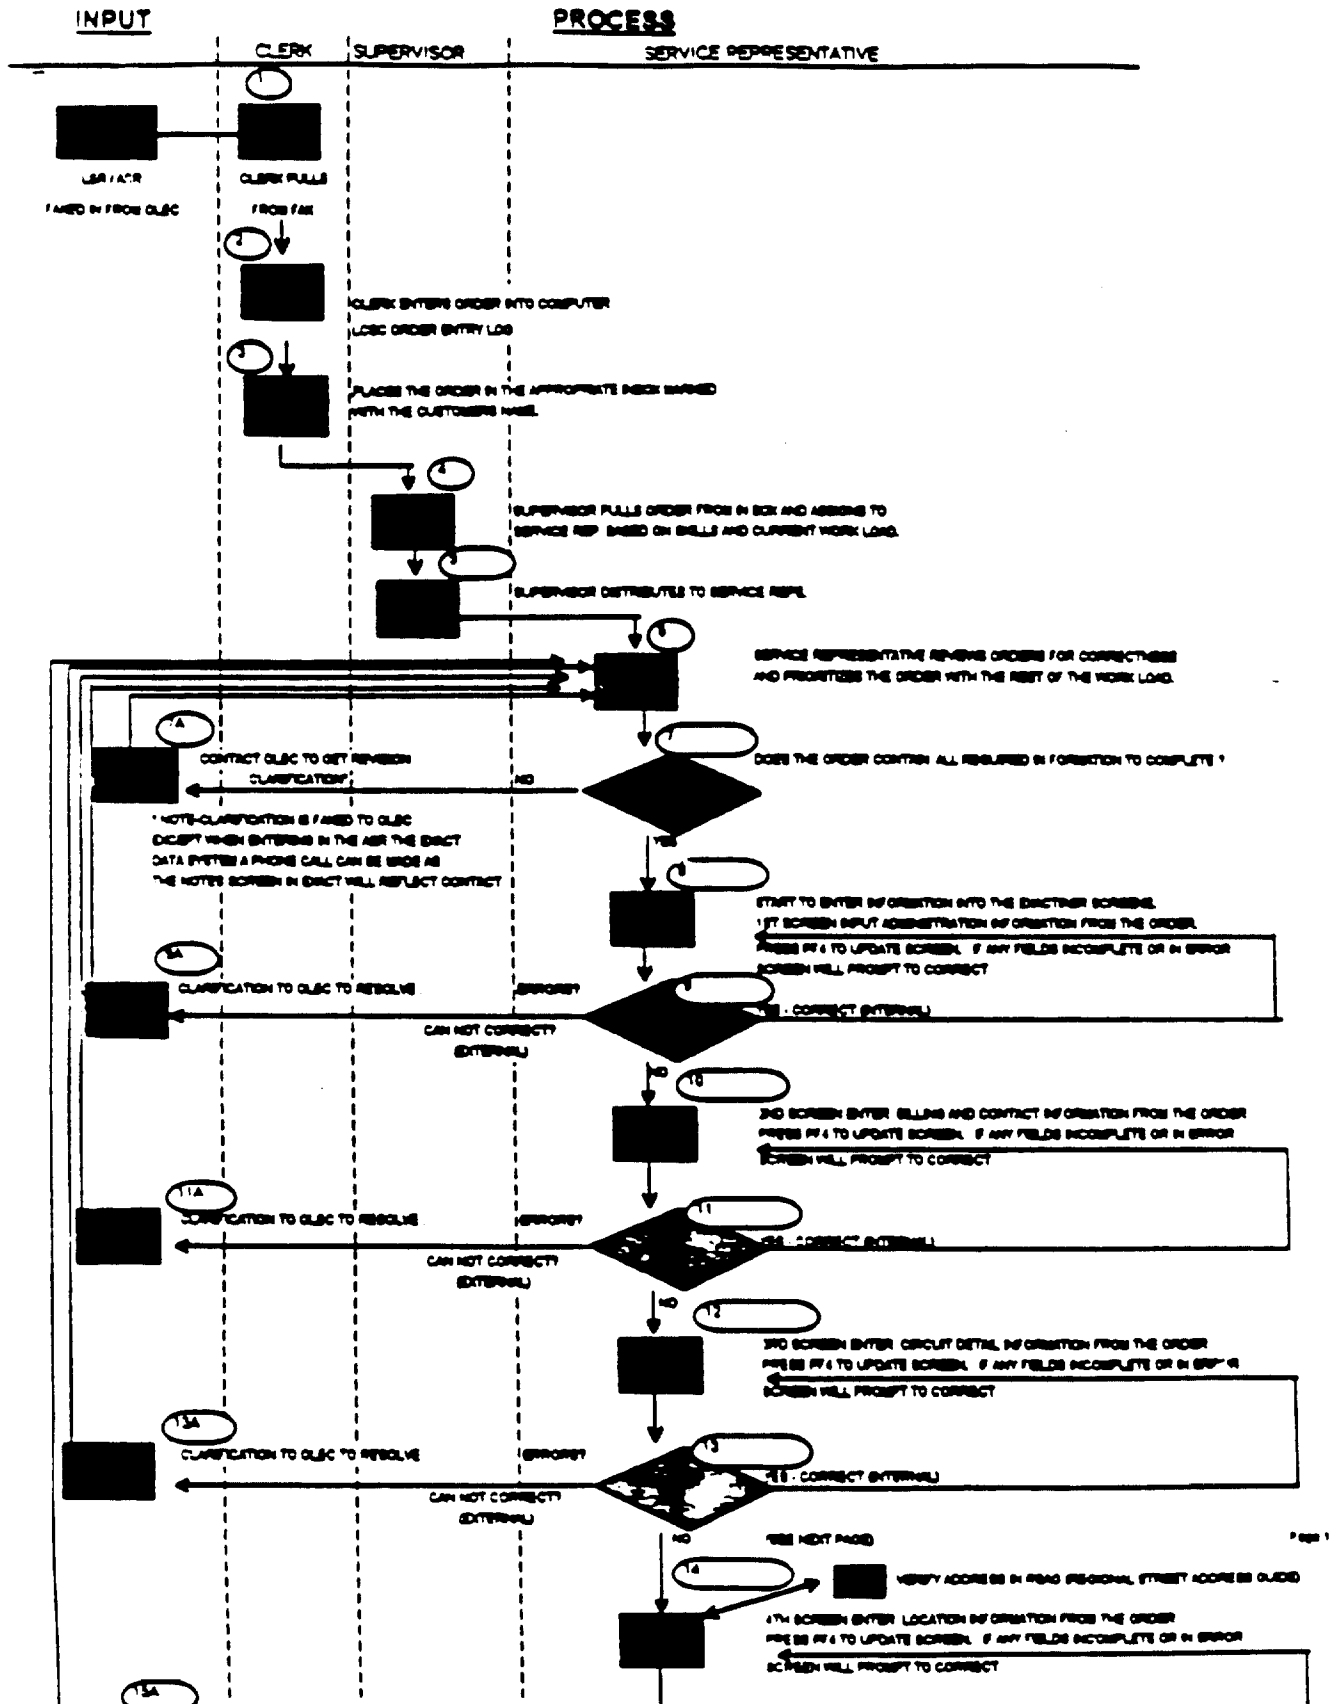 INPUT
PROCESS
CLERK
SUPERVISOR
SERVICE REPRESENTATIVE
1
LSR / ASR
FAXED IN FROM OLEC
CLERK PULLS
FROM FAX
2
CLERK ENTERS ORDER INTO COMPUTER
LCSC ORDER ENTRY LOG
3
PLACES THE ORDER IN THE APPROPRIATE INBOX MARKED
WITH THE CUSTOMERS NAME.
4
SUPERVISOR PULLS ORDER FROM IN BOX AND ASSIGNS TO
SERVICE REP. BASED ON SKILLS AND CURRENT WORK LOAD.
5
SUPERVISOR DISTRIBUTES TO SERVICE REPS.
6
SERVICE REPRESENTATIVE REVIEWS ORDERS FOR CORRECTNESS
AND PRIORITIZES THE ORDER WITH THE REST OF THE WORK LOAD.
7A
7
CONTACT OLEC TO GET REVISION
CLARIFICATION*
NO
DOES THE ORDER CONTAIN ALL REQUIRED INFORMATION TO COMPLETE ?
* NOTE-CLARIFICATION IS FAXED TO OLEC
EXCEPT WHEN ENTERING IN THE ASR THE EXACT
DATA SYSTEM A PHONE CALL CAN BE MADE AS
THE NOTES SCREEN IN EXACT WILL REFLECT CONTACT
YES
8
START TO ENTER INFORMATION INTO THE EXACT/NER SCREENS.
1ST SCREEN INPUT ADMINISTRATION INFORMATION FROM THE ORDER.
PRESS PF4 TO UPDATE SCREEN. IF ANY FIELDS INCOMPLETE OR IN ERROR
SCREEN WILL PROMPT TO CORRECT
9A
9
CLARIFICATION TO OLEC TO RESOLVE
ERRORS?
YES - CORRECT (INTERNAL)
CAN NOT CORRECT?
(EXTERNAL)
NO
10
2ND SCREEN ENTER BILLING AND CONTACT INFORMATION FROM THE ORDER
PRESS PF4 TO UPDATE SCREEN. IF ANY FIELDS INCOMPLETE OR IN ERROR
SCREEN WILL PROMPT TO CORRECT
11A
11
CLARIFICATION TO OLEC TO RESOLVE
ERRORS?
YES - CORRECT (INTERNAL)
CAN NOT CORRECT?
(EXTERNAL)
NO
12
3RD SCREEN ENTER CIRCUIT DETAIL INFORMATION FROM THE ORDER
PRESS PF4 TO UPDATE SCREEN. IF ANY FIELDS INCOMPLETE OR IN ERROR
SCREEN WILL PROMPT TO CORRECT
13A
13
CLARIFICATION TO OLEC TO RESOLVE
ERRORS?
YES - CORRECT (INTERNAL)
CAN NOT CORRECT?
(EXTERNAL)
NO
(SEE NEXT PAGE)
Page 1
14
VERIFY ADDRESS IN RSAG (REGIONAL STREET ADDRESS GUIDE)
4TH SCREEN ENTER LOCATION INFORMATION FROM THE ORDER
PRESS PF4 TO UPDATE SCREEN. IF ANY FIELDS INCOMPLETE OR IN ERROR
SCREEN WILL PROMPT TO CORRECT
15A